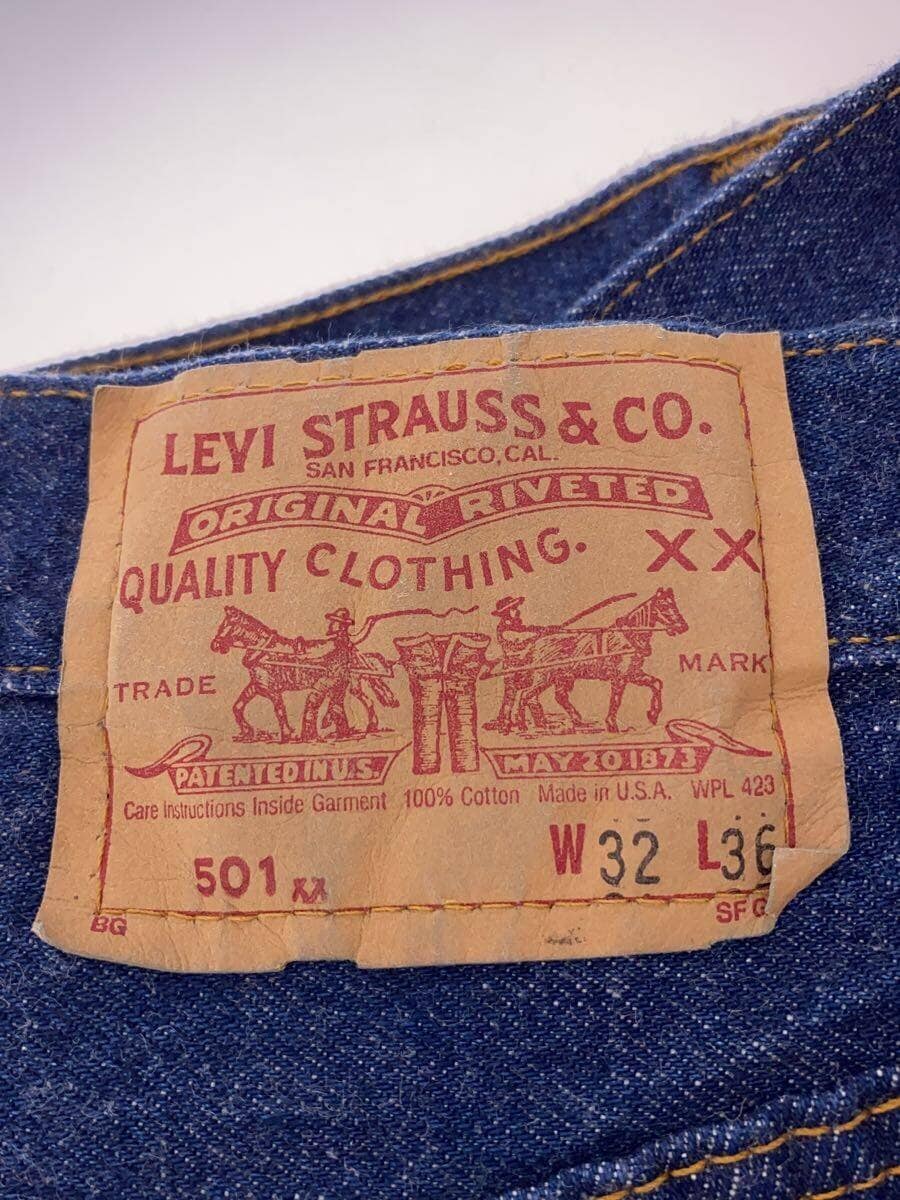 LEVI STRAUSS & CO.
SAN FRANCISCO, CAL.
ORIGINAL RIVETED
QUALITY CLOTHING. XX
TRADE MARK
PATENTED IN U.S. MAY 20 1873
Care Instructions Inside Garment 100% Cotton Made in U.S.A. WPL 423
501 XX W 32 L 36
BG SFG